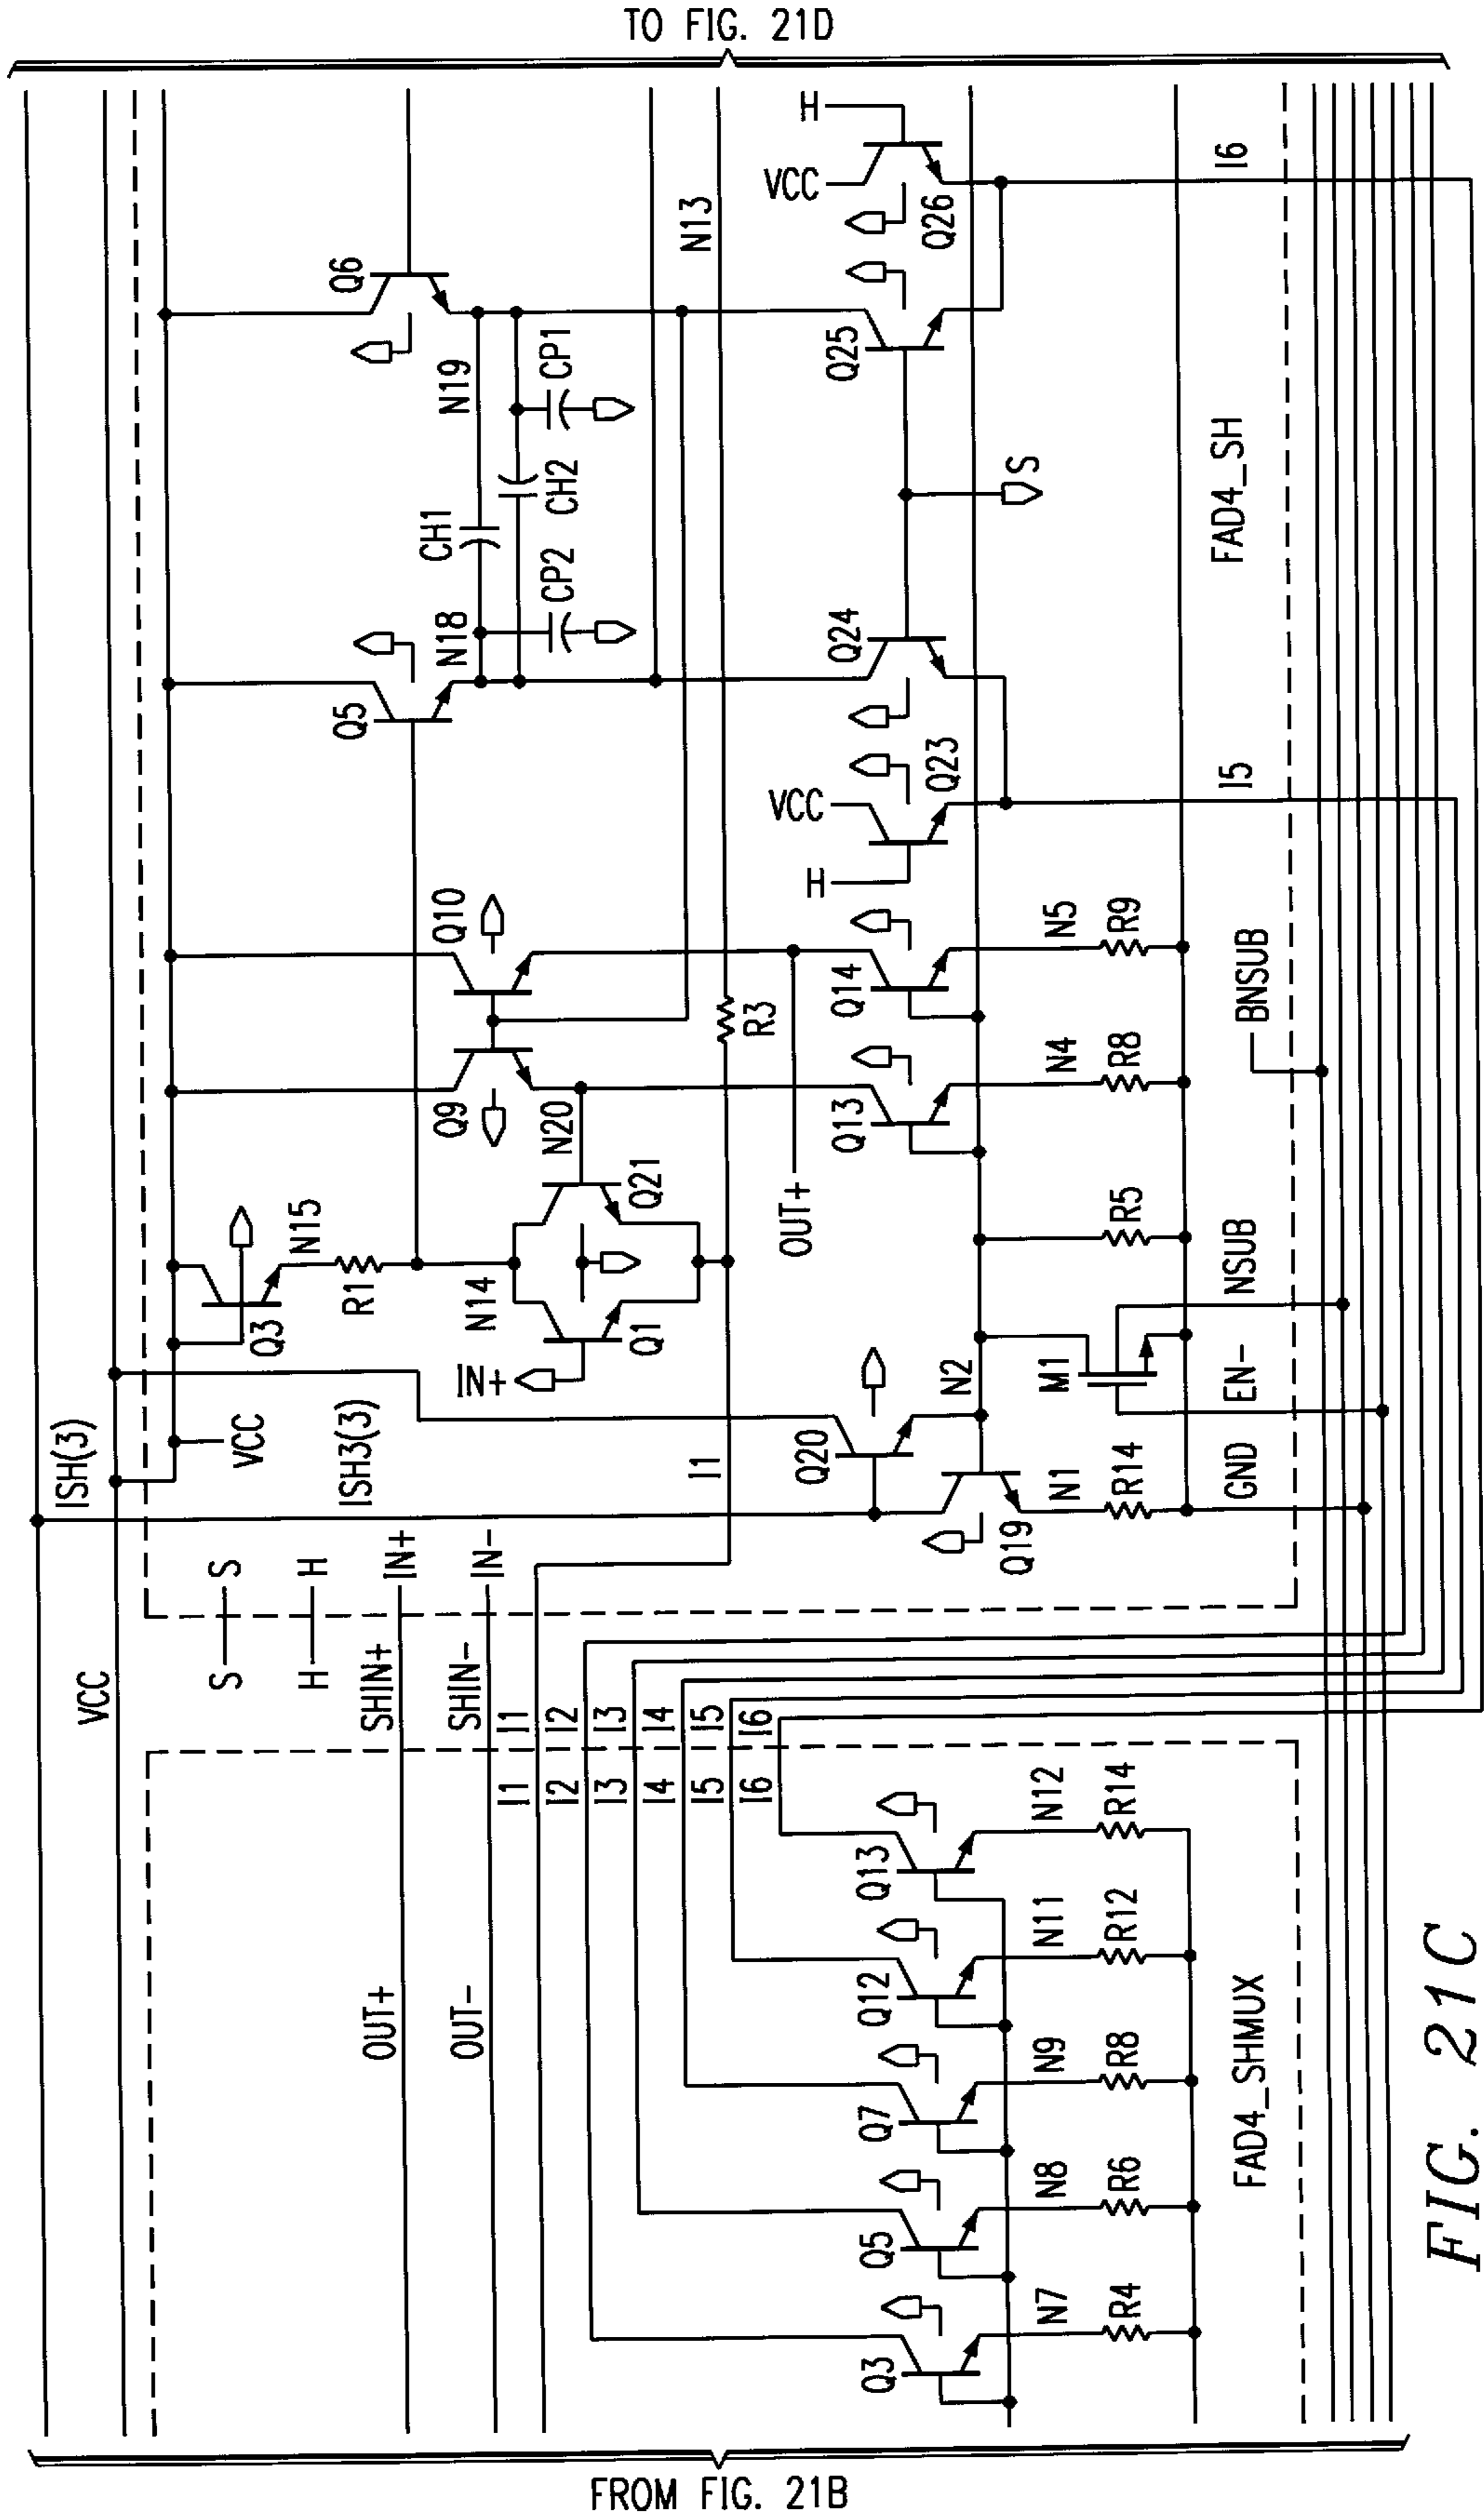 TO FIG. 21D
ISH(3)
VCC
VCC
ISH3(3)
S
S
H
H
SHIN+
IN+
SHIN-
IN-
OUT+
OUT-
I1
I1
I2
I2
I3
I3
I4
I4
I5
I5
I6
I6
Q3
N15
R1
N14
IN+
Q1
Q21
N20
Q9
Q10
Q5
N18
CH1
CP2
CH2
N19
CP1
Q6
N13
I1
R3
OUT+
Q20
N2
Q19
N1
R14
GND
M1
EN-
NSUB
R5
Q13
N4
R8
Q14
N5
R9
BNSUB
H
VCC
Q23
Q24
I5
S
Q25
VCC
H
Q26
I6
FAD4_SH
Q3
N7
R4
Q5
N8
R6
Q7
N9
R8
Q12
N11
R12
Q13
N12
R14
FAD4_SHMUX
FROM FIG. 21B
FIG. 21C